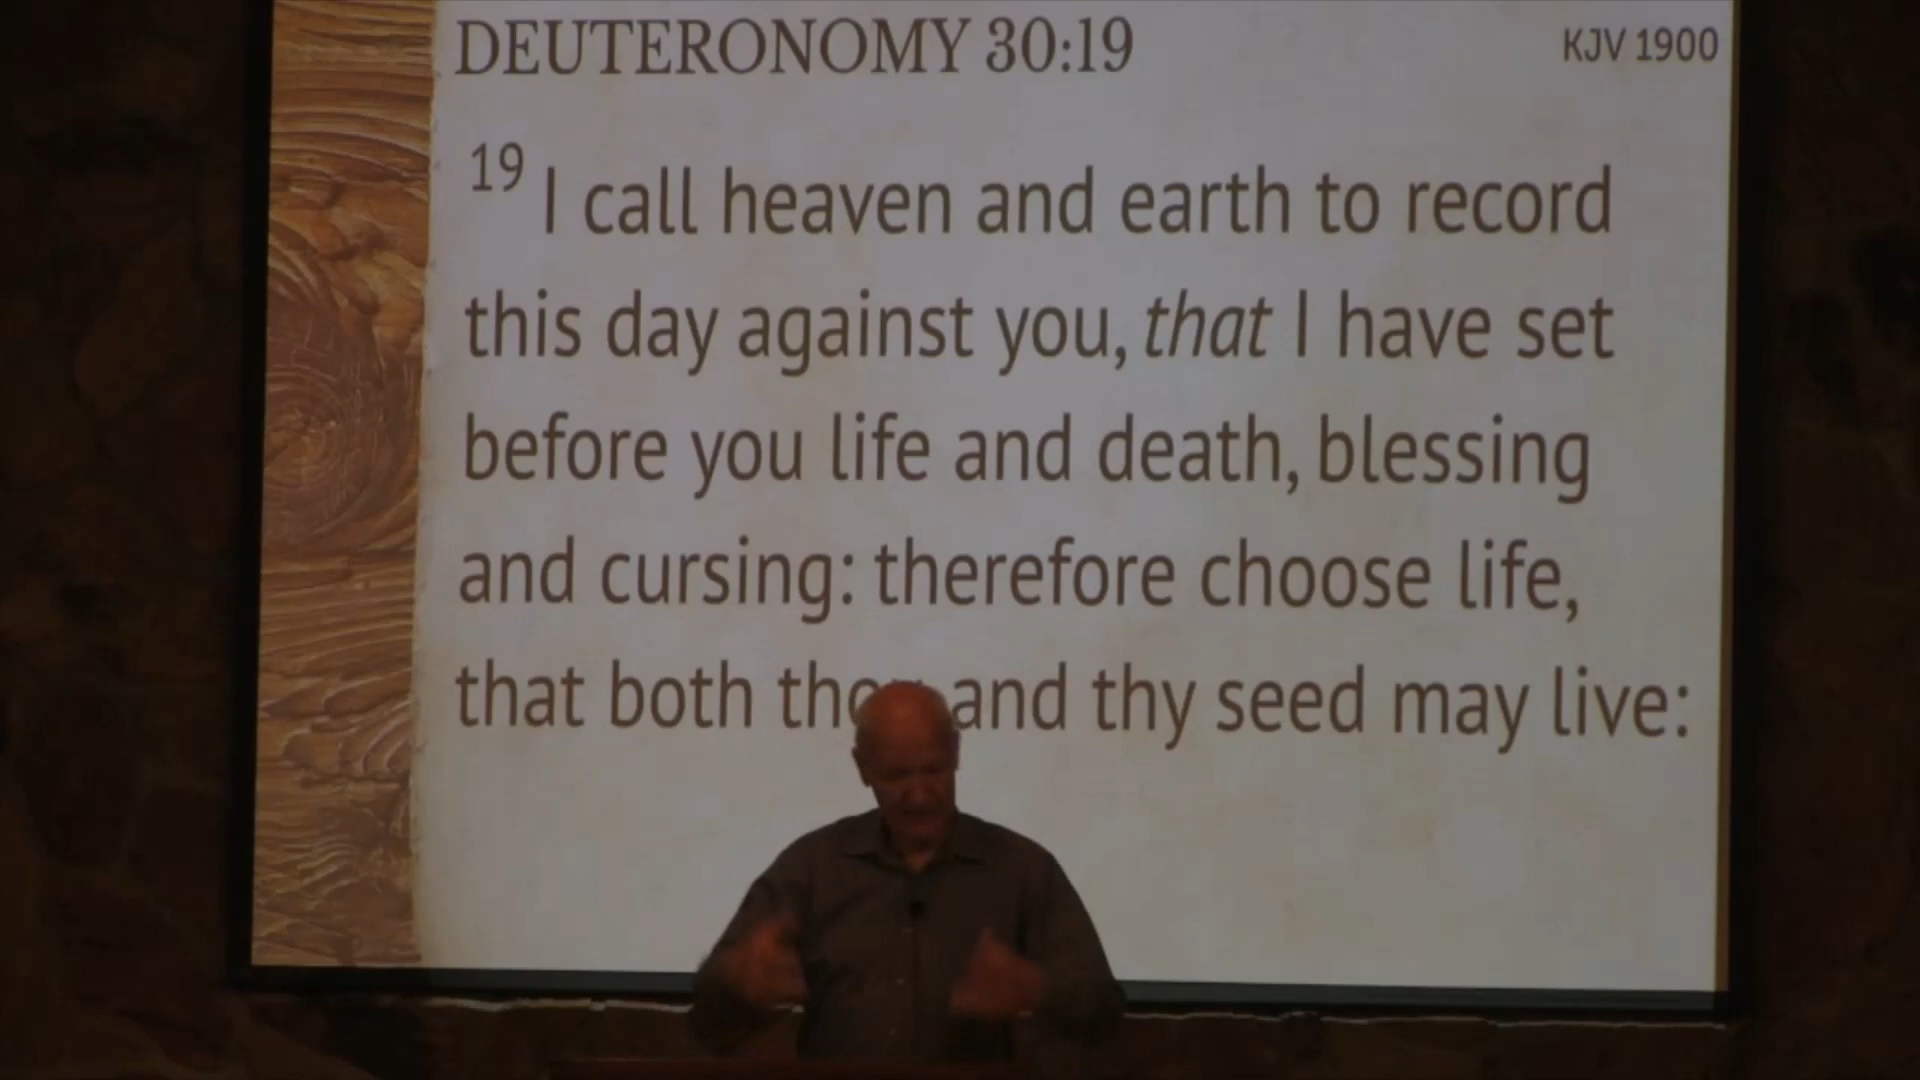 DEUTERONOMY 30:19
KJV 1900
19 I call heaven and earth to record
this day against you, that I have set
before you life and death, blessing
and cursing: therefore choose life,
that both thou and thy seed may live: